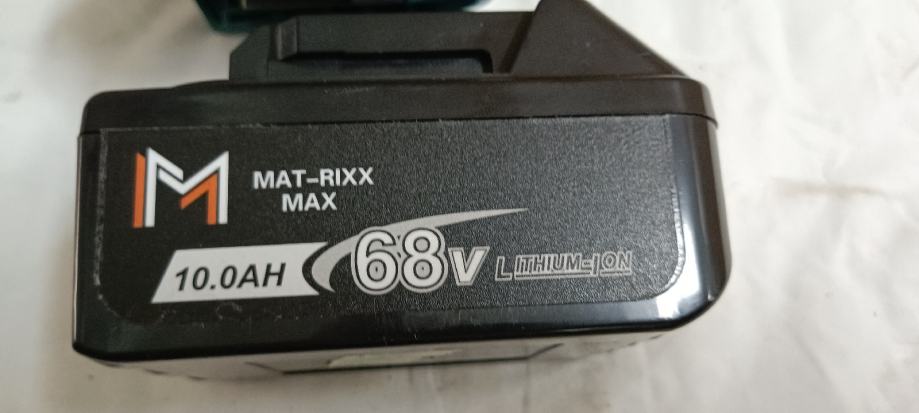 M
MAT-RIXX
MAX
10.0AH
68V
LITHIUM-ION